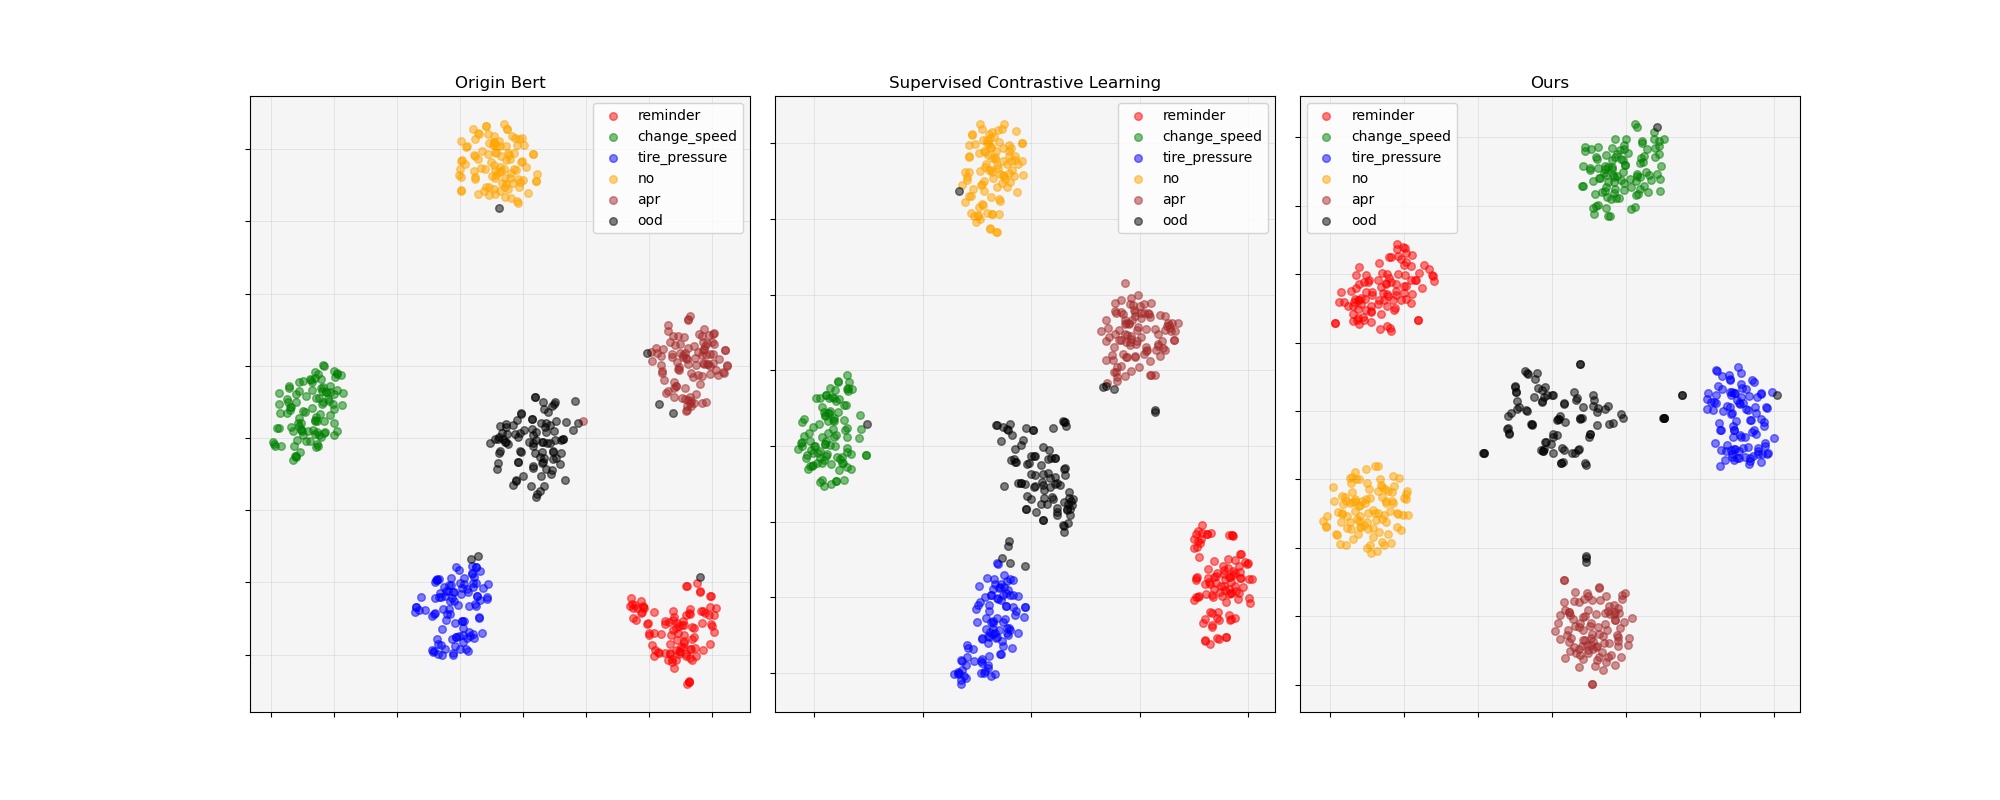 Origin Bert
reminder
change_speed
tire_pressure
no
apr
ood
Supervised Contrastive Learning
reminder
change_speed
tire_pressure
no
apr
ood
Ours
reminder
change_speed
tire_pressure
no
apr
ood